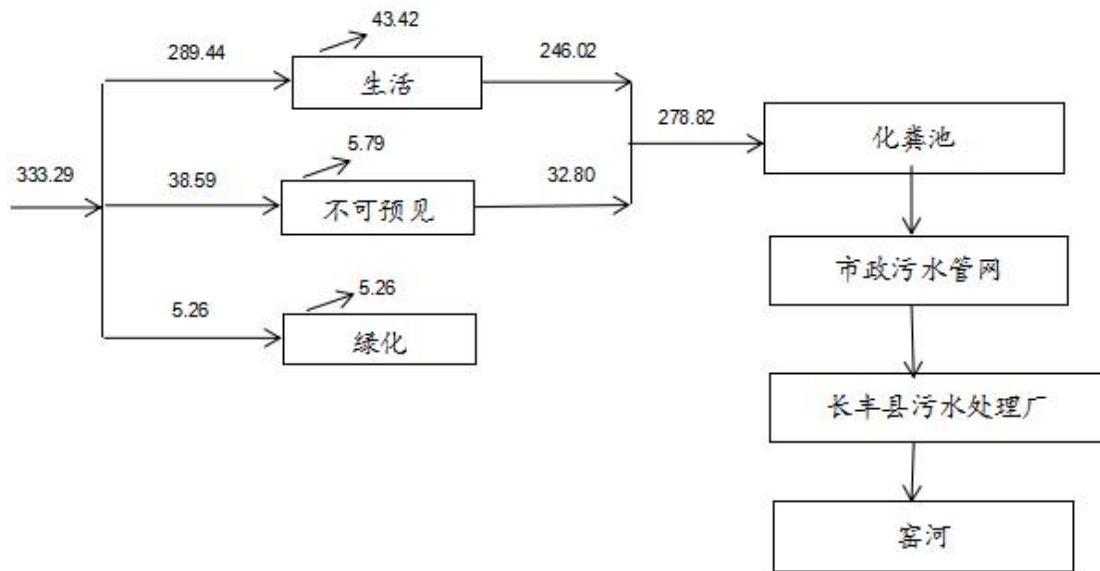 43.42
289.44
生活
246.02
278.82
化粪池
5.79
333.29
38.59
不可预见
32.80
市政污水管网
5.26
5.26
绿化
长丰县污水处理厂
窑河